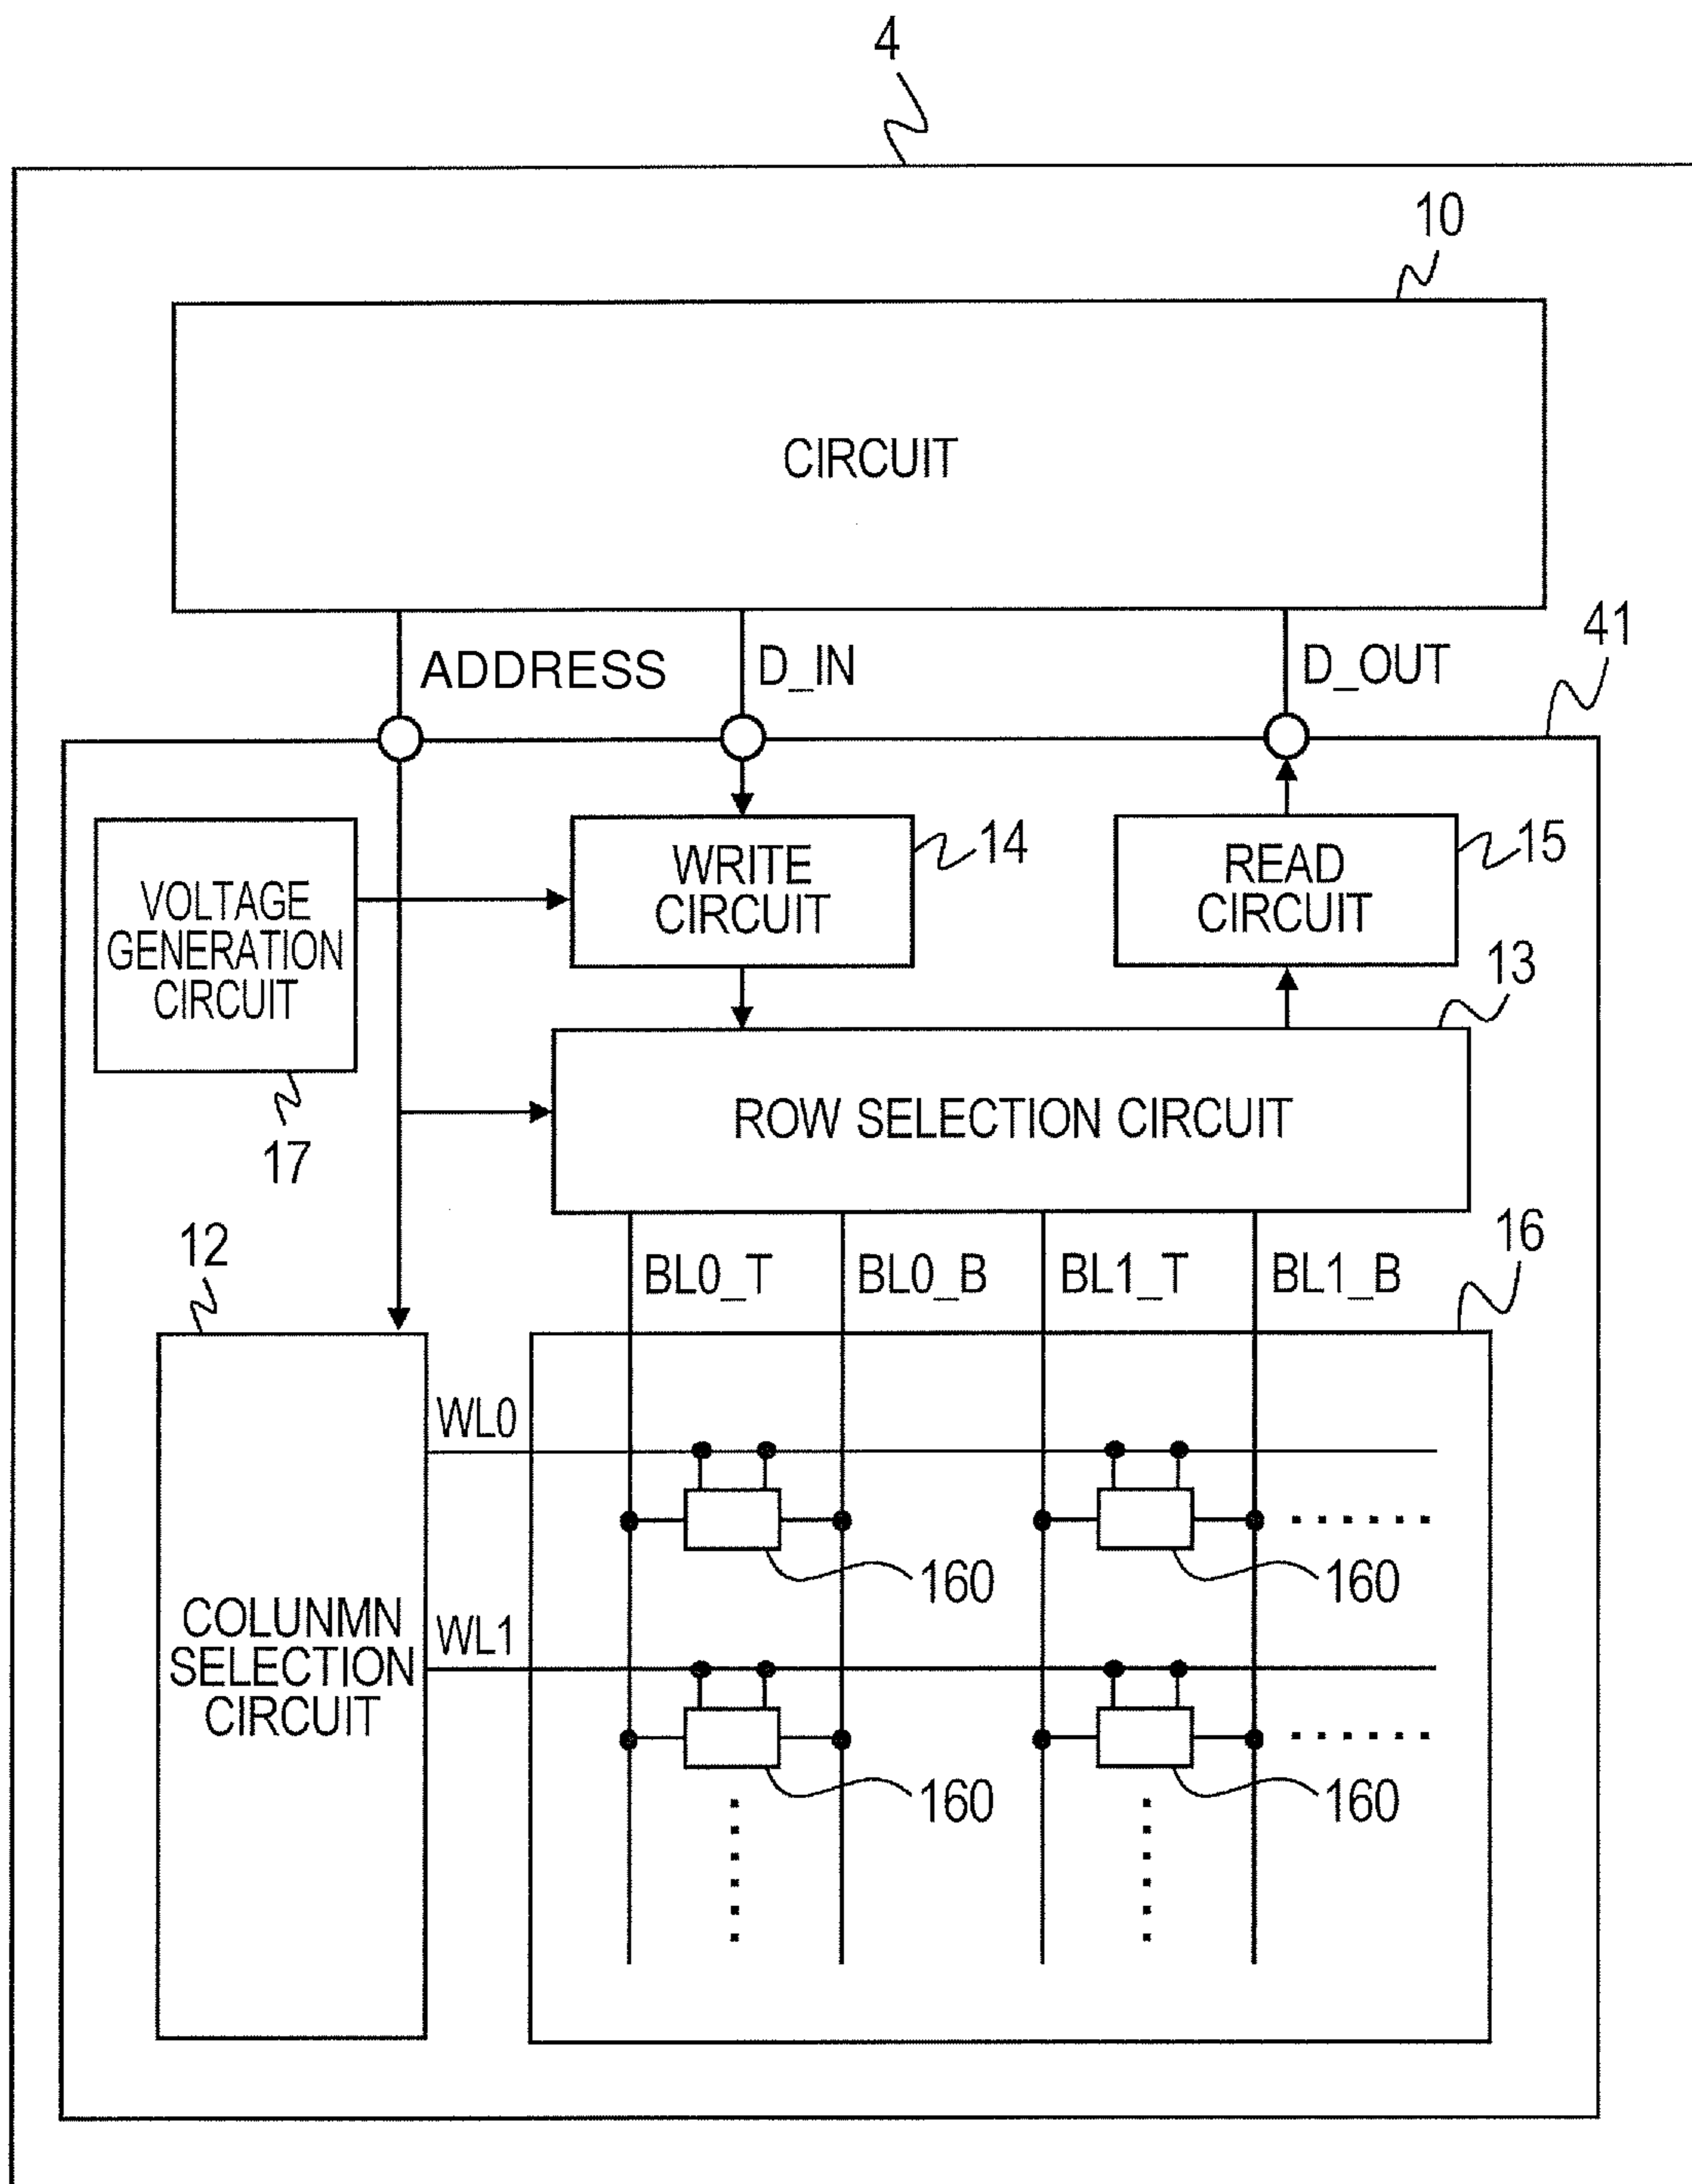 4
10
CIRCUIT
41
ADDRESS
D_IN
D_OUT
VOLTAGE
GENERATION
CIRCUIT
WRITE
CIRCUIT
14
READ
CIRCUIT
15
13
17
ROW SELECTION CIRCUIT
12
BL0_T
BL0_B
BL1_T
BL1_B
16
WL0
160
160
COLUNMN
SELECTION
CIRCUIT
WL1
160
160